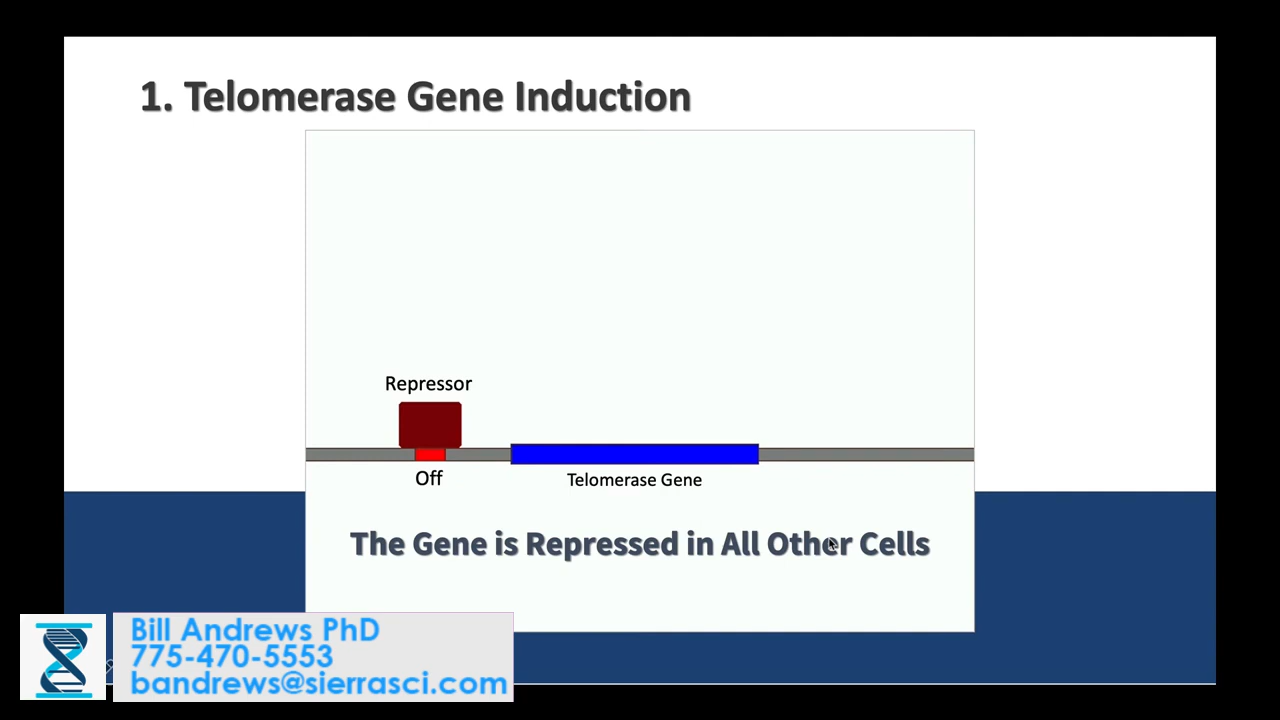 1. Telomerase Gene Induction
Repressor
Off
Telomerase Gene
The Gene is Repressed in All Other Cells
Bill Andrews PhD
775-470-5553
bandrews@sierrasci.com